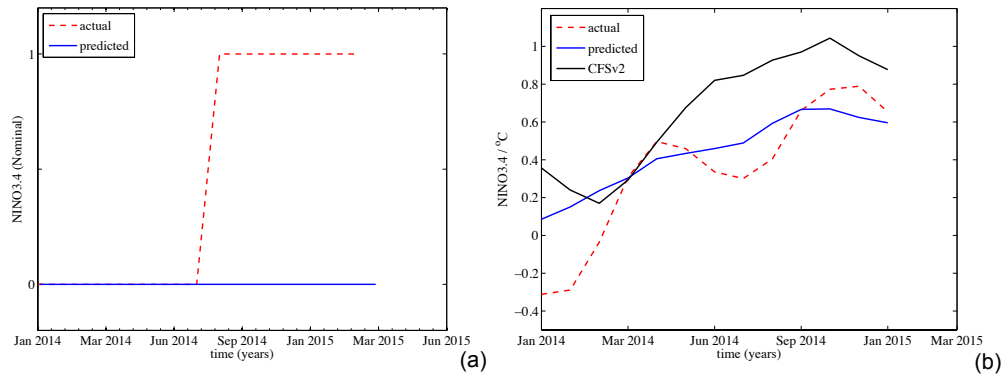 actual
predicted
1
0
NINO3.4 (Nominal)
Jan 2014 Mar 2014 Jun 2014 Sep 2014 Jan 2015 Mar 2015 Jun 2015
time (years)
(a)
actual
predicted
CFSv2
1
0.8
0.6
0.4
0.2
0
−0.2
−0.4
NINO3.4 / °C
Jan 2014 Mar 2014 Jun 2014 Sep 2014 Jan 2015 Mar 2015
time (years)
(b)